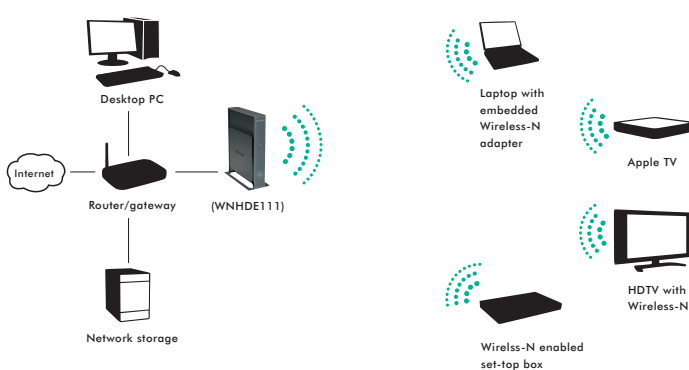 Desktop PC
Internet
Router/gateway
(WNHDE111)
Network storage
Laptop with
embedded
Wireless-N
adapter
Apple TV
HDTV with
Wireless-N
Wirelss-N enabled
set-top box